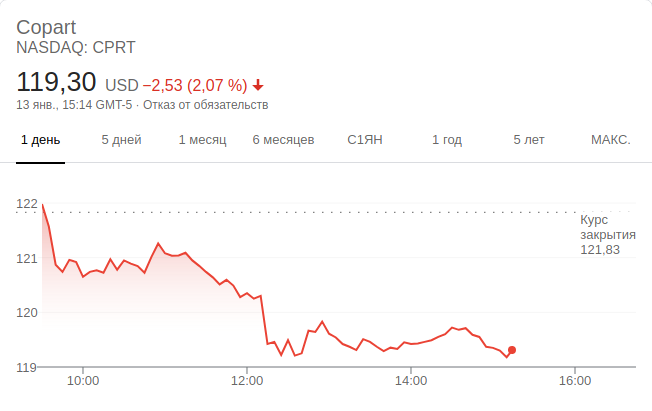 Copart
NASDAQ: CPRT
119,30 USD −2,53 (2,07 %)
13 янв., 15:14 GMT-5 · Отказ от обязательств
1 день 5 дней 1 месяц 6 месяцев С1ЯН 1 год 5 лет МАКС.
122
Курс
закрытия
121,83
121
120
119
10:00 12:00 14:00 16:00